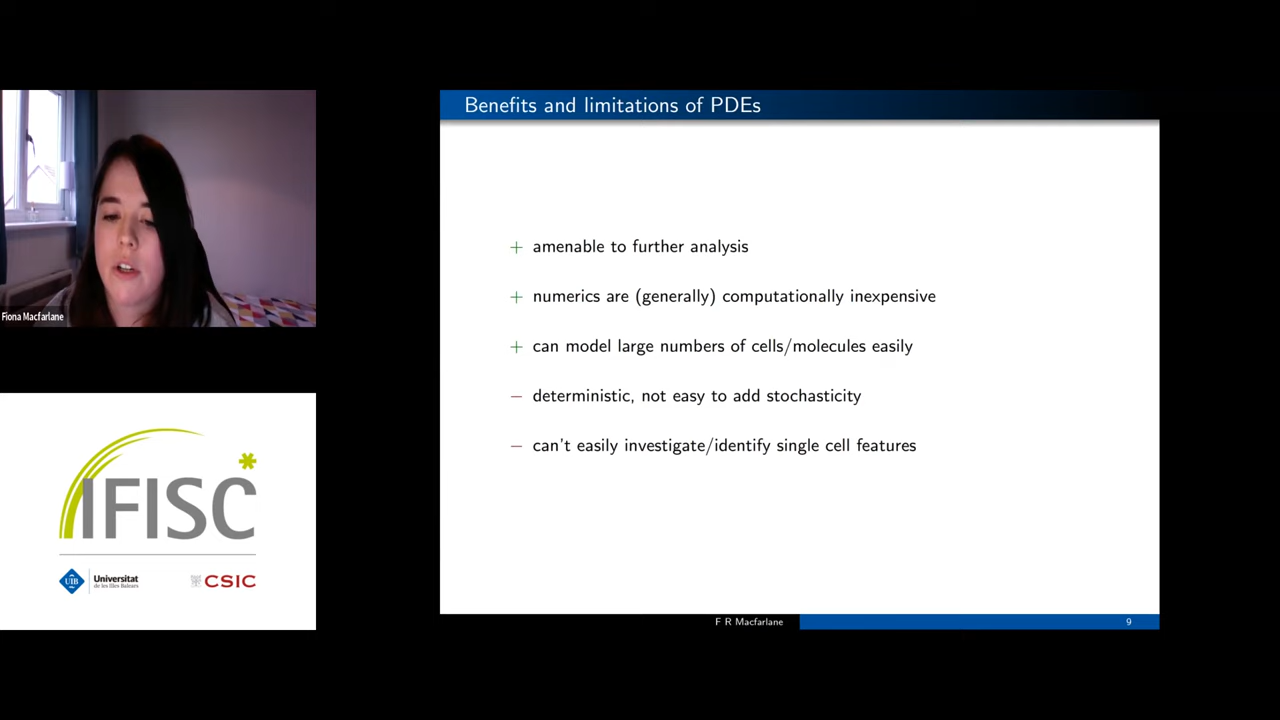 Benefits and limitations of PDEs
+ amenable to further analysis
+ numerics are (generally) computationally inexpensive
+ can model large numbers of cells/molecules easily
− deterministic, not easy to add stochasticity
− can't easily investigate/identify single cell features
F R Macfarlane
9
Fiona Macfarlane
IFISC
UIB
Universitat
de les Illes Balears
CSIC